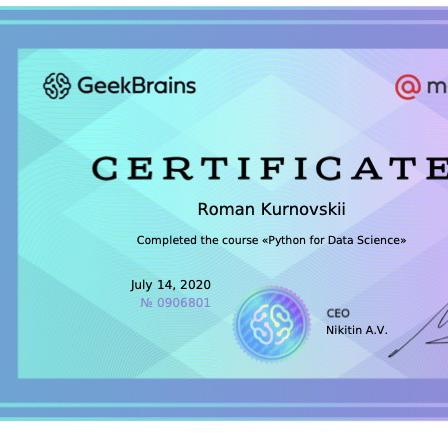 GeekBrains
@m
CERTIFICATE
Roman Kurnovskii
Completed the course «Python for Data Science»
July 14, 2020
№ 0906801
CEO
Nikitin A.V.